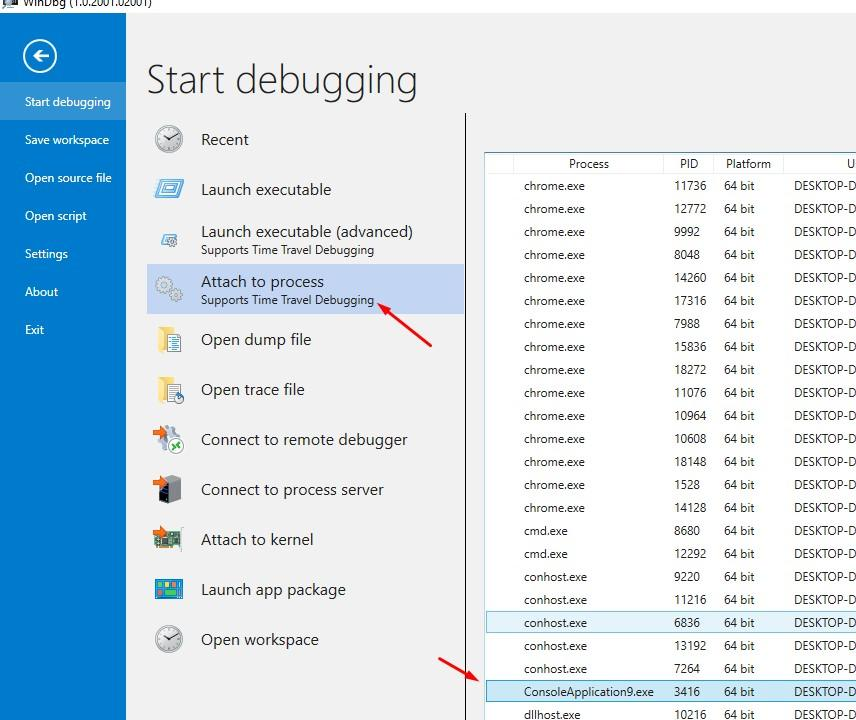 WinDbg (1.0.2001.02001)
Start debugging
Save workspace
Open source file
Open script
Settings
About
Exit
Start debugging
Recent
Launch executable
Launch executable (advanced)
Supports Time Travel Debugging
Attach to process
Supports Time Travel Debugging
Open dump file
Open trace file
Connect to remote debugger
Connect to process server
Attach to kernel
Launch app package
Open workspace
Process PID Platform U
chrome.exe 11736 64 bit DESKTOP-D
chrome.exe 12772 64 bit DESKTOP-D
chrome.exe 9992 64 bit DESKTOP-D
chrome.exe 8048 64 bit DESKTOP-D
chrome.exe 14260 64 bit DESKTOP-D
chrome.exe 17316 64 bit DESKTOP-D
chrome.exe 7988 64 bit DESKTOP-D
chrome.exe 15836 64 bit DESKTOP-D
chrome.exe 18272 64 bit DESKTOP-D
chrome.exe 11076 64 bit DESKTOP-D
chrome.exe 10964 64 bit DESKTOP-D
chrome.exe 10608 64 bit DESKTOP-D
chrome.exe 18148 64 bit DESKTOP-D
chrome.exe 1528 64 bit DESKTOP-D
chrome.exe 14128 64 bit DESKTOP-D
cmd.exe 8680 64 bit DESKTOP-D
cmd.exe 12292 64 bit DESKTOP-D
conhost.exe 9220 64 bit DESKTOP-D
conhost.exe 11216 64 bit DESKTOP-D
conhost.exe 6836 64 bit DESKTOP-D
conhost.exe 13192 64 bit DESKTOP-D
conhost.exe 7264 64 bit DESKTOP-D
ConsoleApplication9.exe 3416 64 bit DESKTOP-D
dllhost.exe 10216 64 bit DESKTOP-D